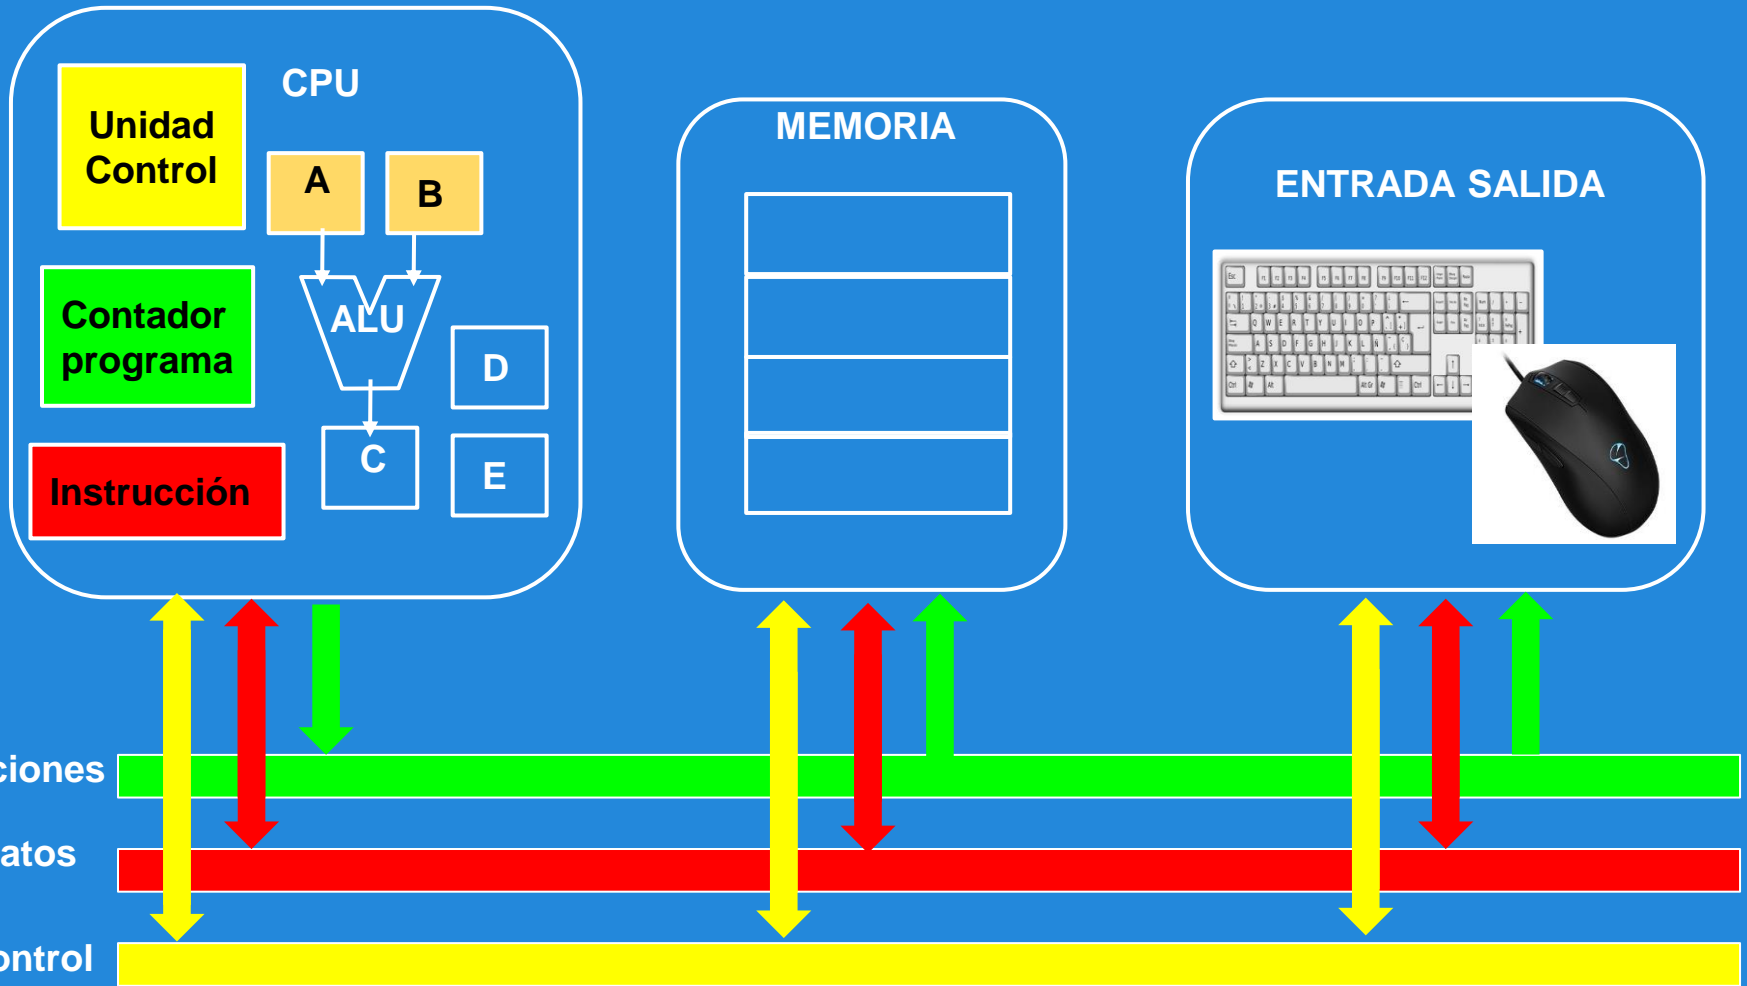 CPU
Unidad
Control
A
B
Contador
programa
ALU
D
C
E
Instrucción
MEMORIA
ENTRADA SALIDA
ciones
atos
ontrol